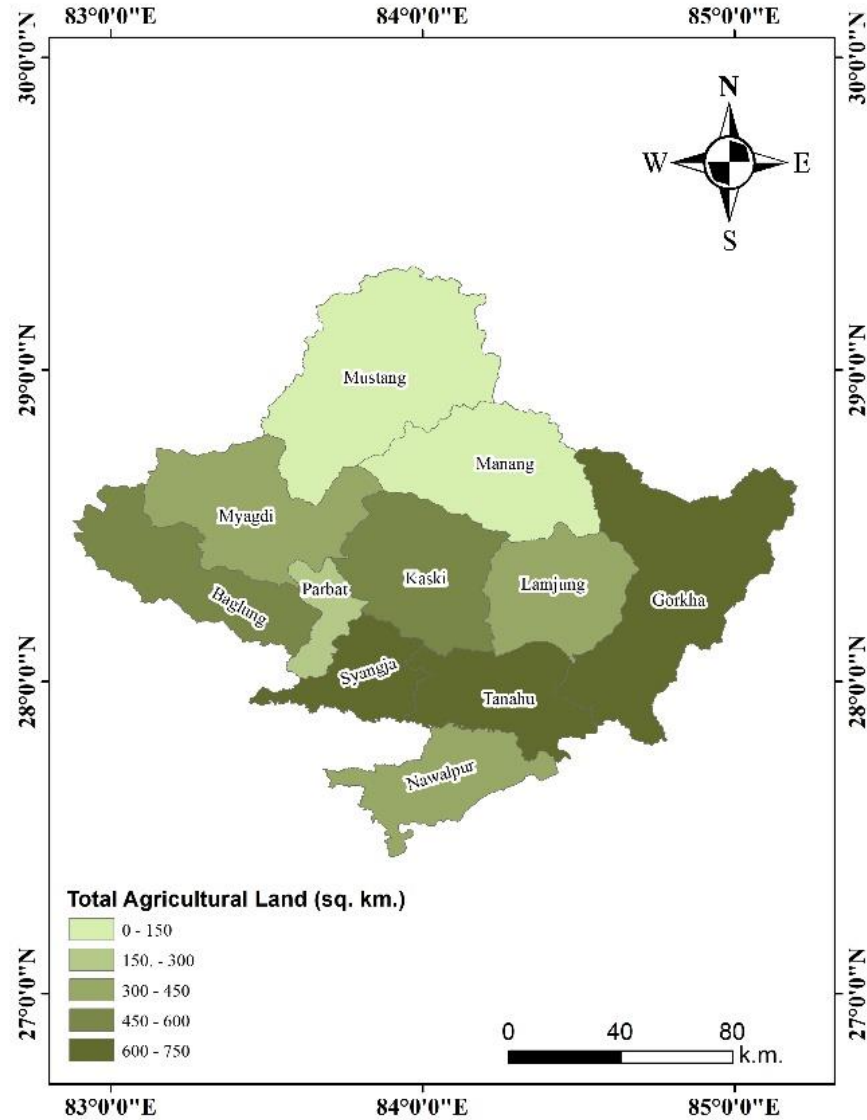 83°0'0"E 84°0'0"E 85°0'0"E
30°0'0"N 30°0'0"N
N
W E
S
29°0'0"N 29°0'0"N
Mustang
Manang
Myagdi
Kaski
Lamjung
Parbat
Baglung
Gorkha
Syangja
Tanahu
28°0'0"N 28°0'0"N
Nawalpur
Total Agricultural Land (sq. km.)
0 - 150
150. - 300
300 - 450
450 - 600
600 - 750
27°0'0"N 27°0'0"N
0 40 80
k.m.
83°0'0"E 84°0'0"E 85°0'0"E